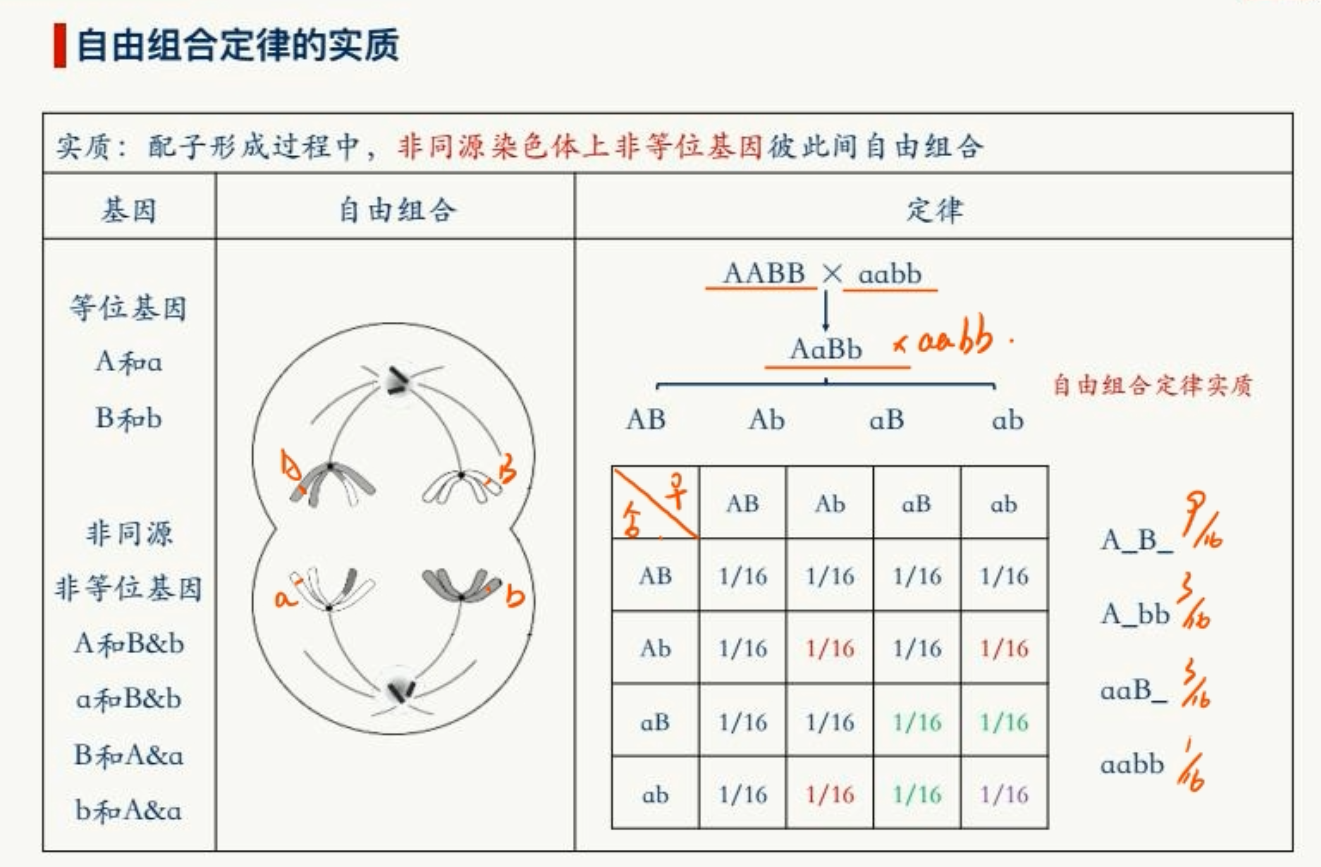 自由组合定律的实质
实质：配子形成过程中，非同源染色体上非等位基因彼此间自由组合
基因 自由组合 定律
等位基因
A和a
B和b
非同源
非等位基因
A和B&b
a和B&b
B和A&a
b和A&a
A B
a b
AABB × aabb
AaBb × aabb.
AB Ab aB ab
自由组合定律实质
♀ AB Ab aB ab
♂
AB 1/16 1/16 1/16 1/16
Ab 1/16 1/16 1/16 1/16
aB 1/16 1/16 1/16 1/16
ab 1/16 1/16 1/16 1/16
A_B_ 9/16
A_bb 3/16
aaB_ 3/16
aabb 1/16